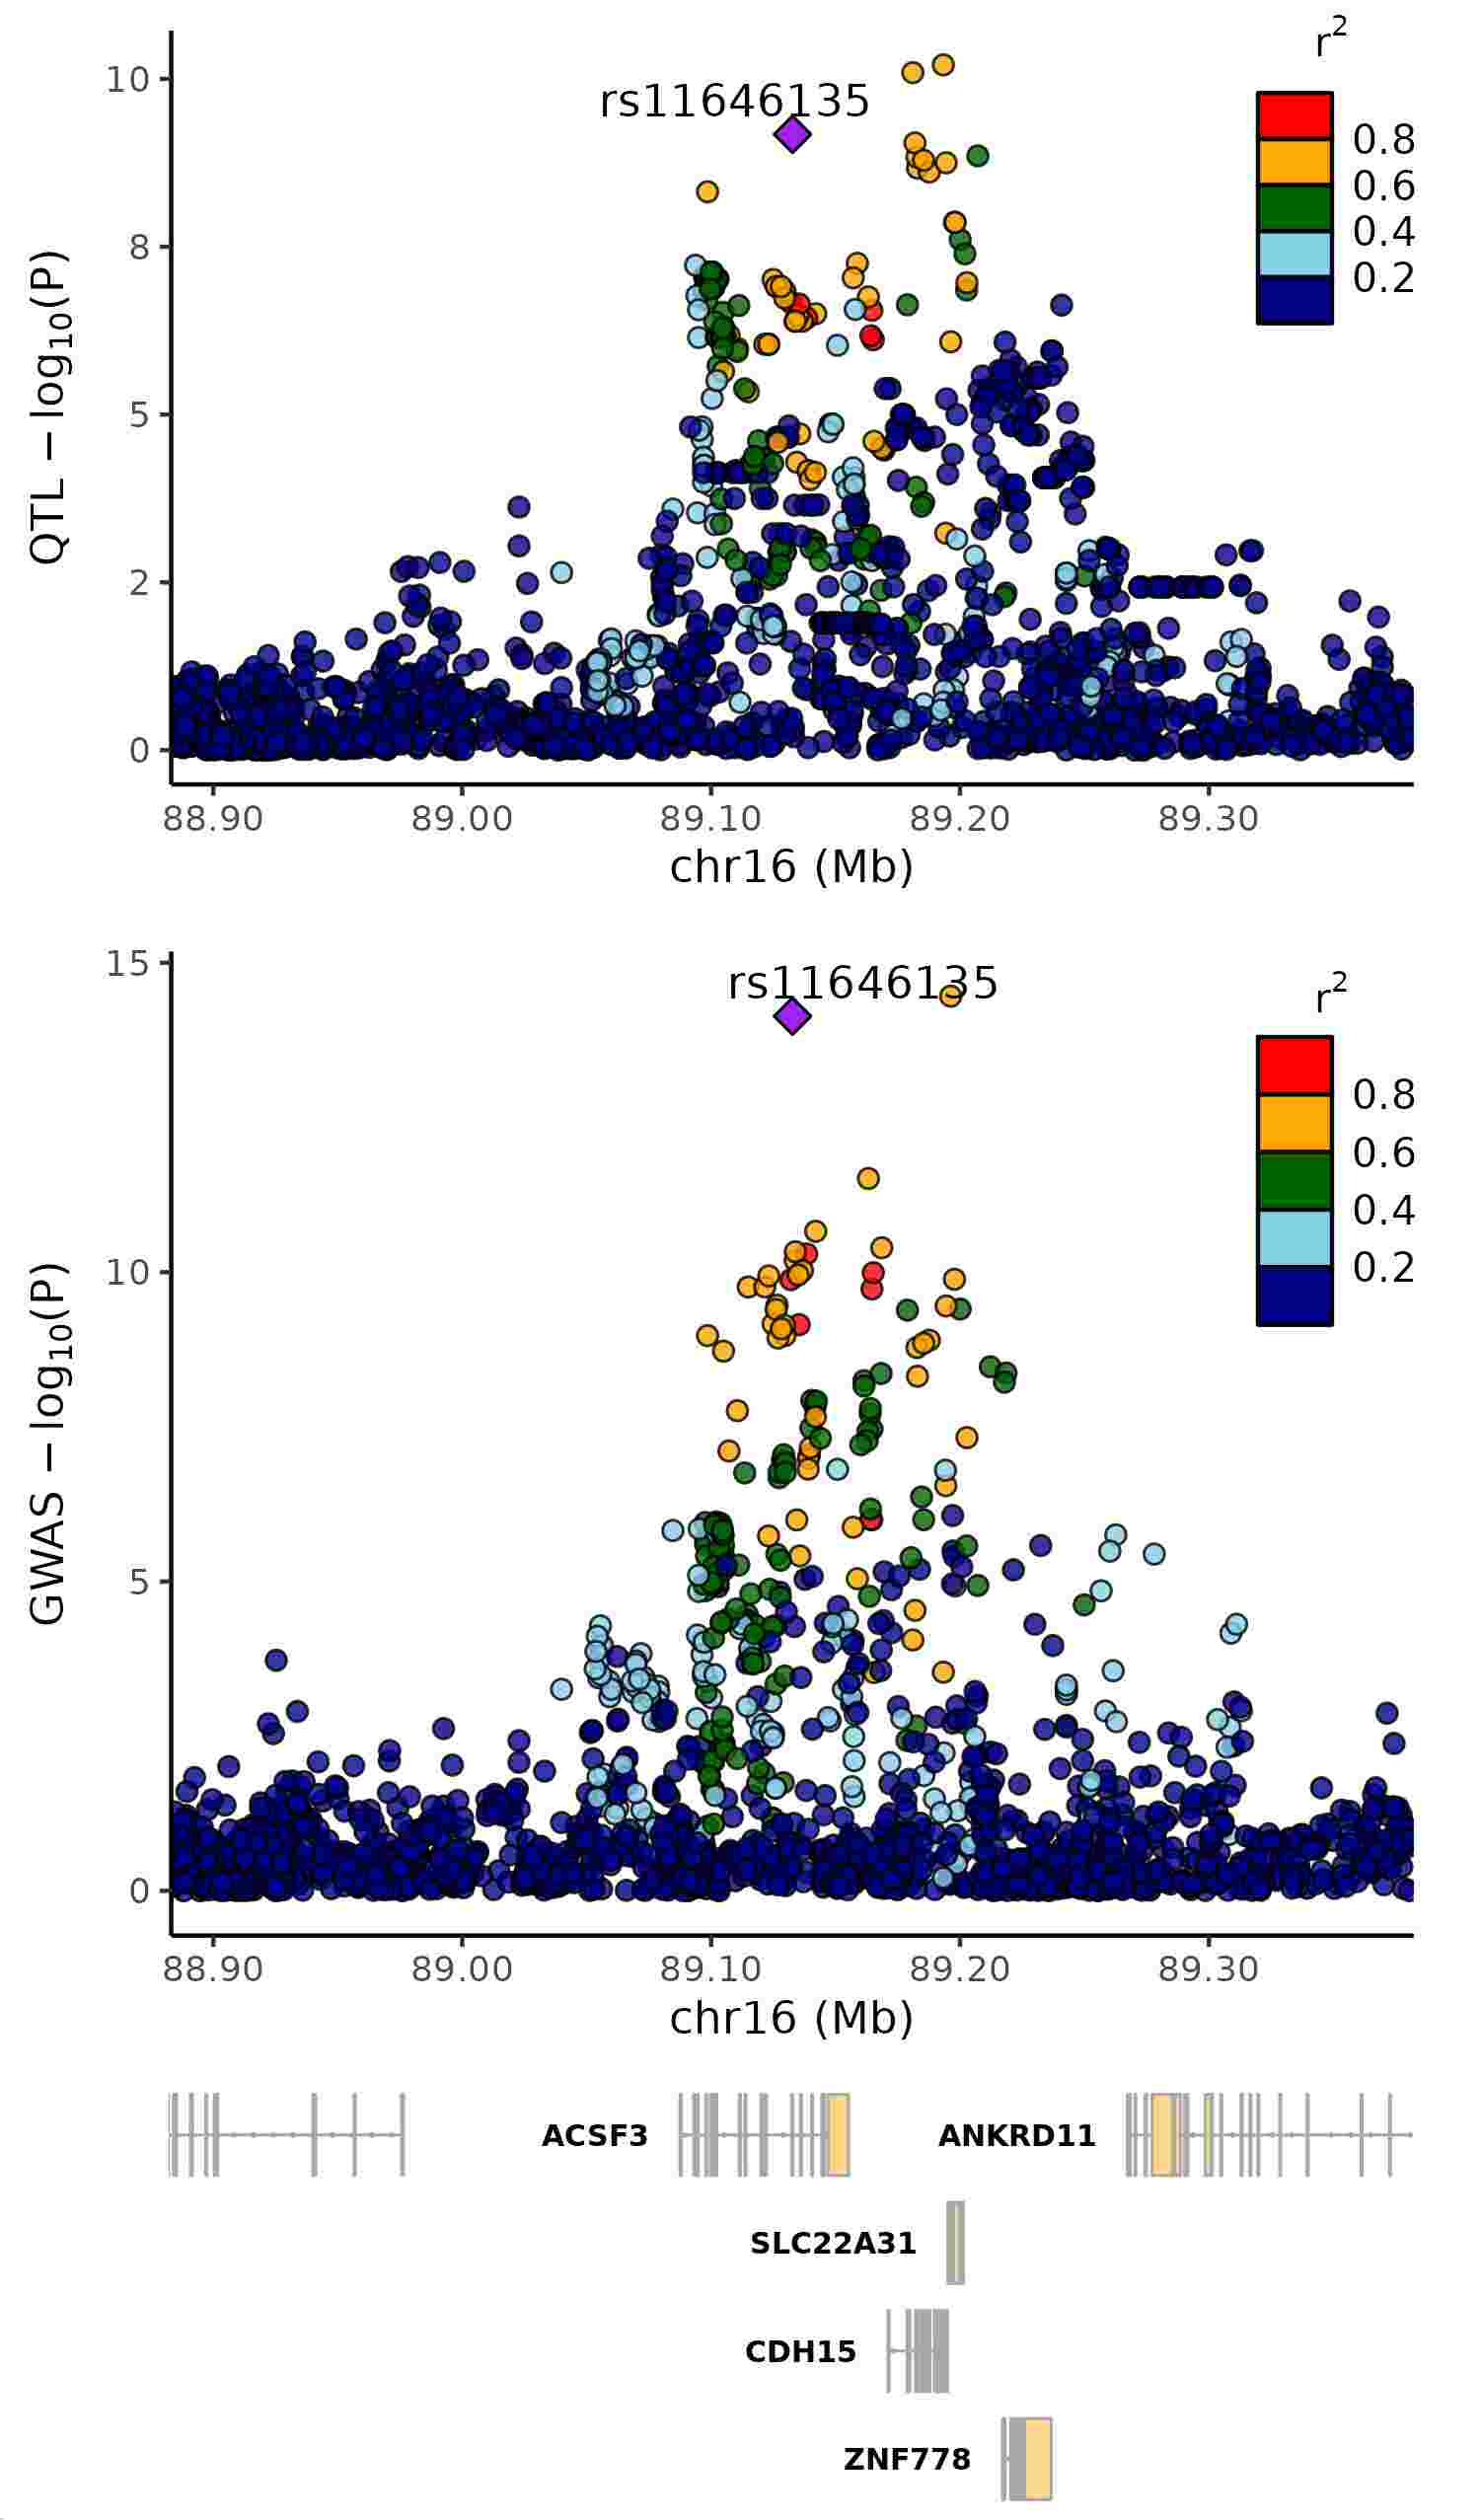 r²
rs11646135
10
8
5
2
0
QTL − log₁₀(P)
0.8
0.6
0.4
0.2
88.90 89.00 89.10 89.20 89.30
chr16 (Mb)
15
10
5
0
GWAS − log₁₀(P)
rs11646135
r²
0.8
0.6
0.4
0.2
88.90 89.00 89.10 89.20 89.30
chr16 (Mb)
ACSF3 ANKRD11
SLC22A31
CDH15
ZNF778